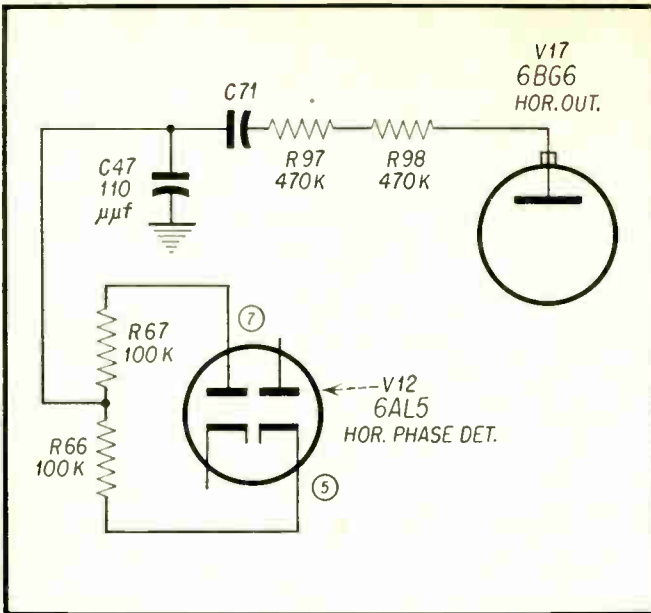 V17
6BG6
HOR. OUT.
C71
R97
470K
R98
470K
C47
110
μμf
R67
100K
7
V12
6AL5
HOR. PHASE DET.
R66
100K
5